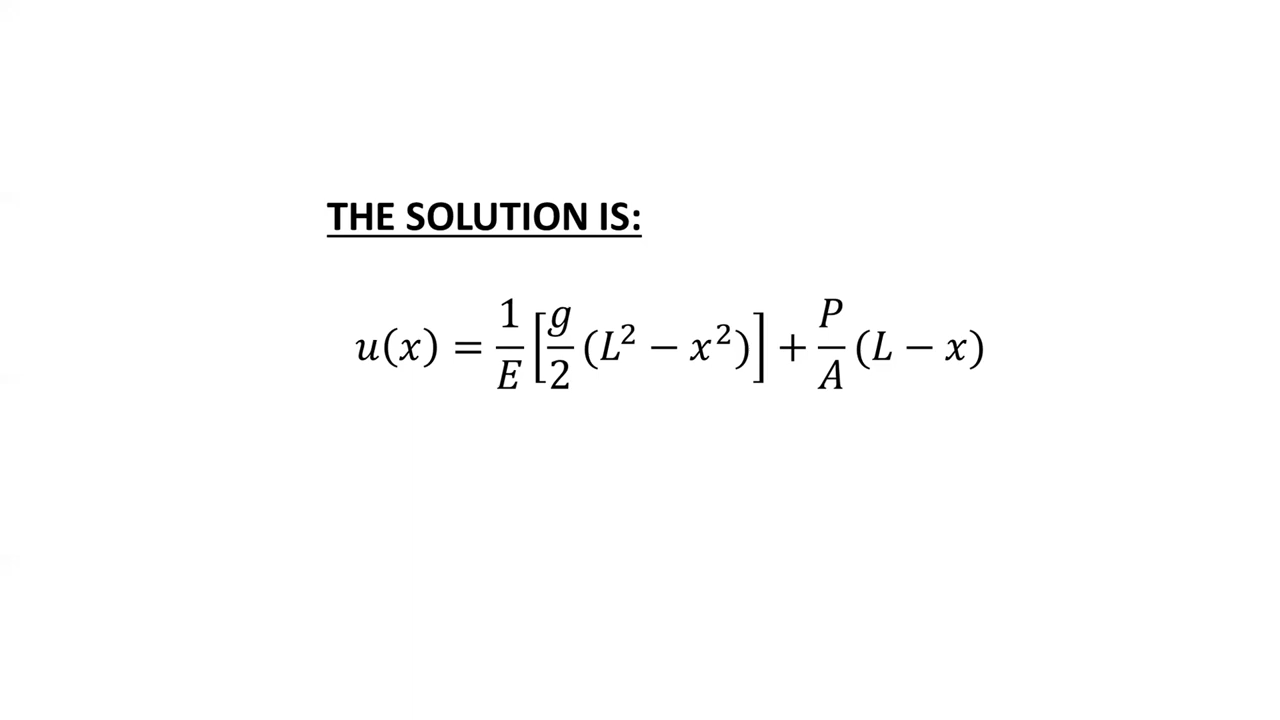 THE SOLUTION IS:
u(x) = 1/E [g/2 (L² − x²)] + P/A (L − x)